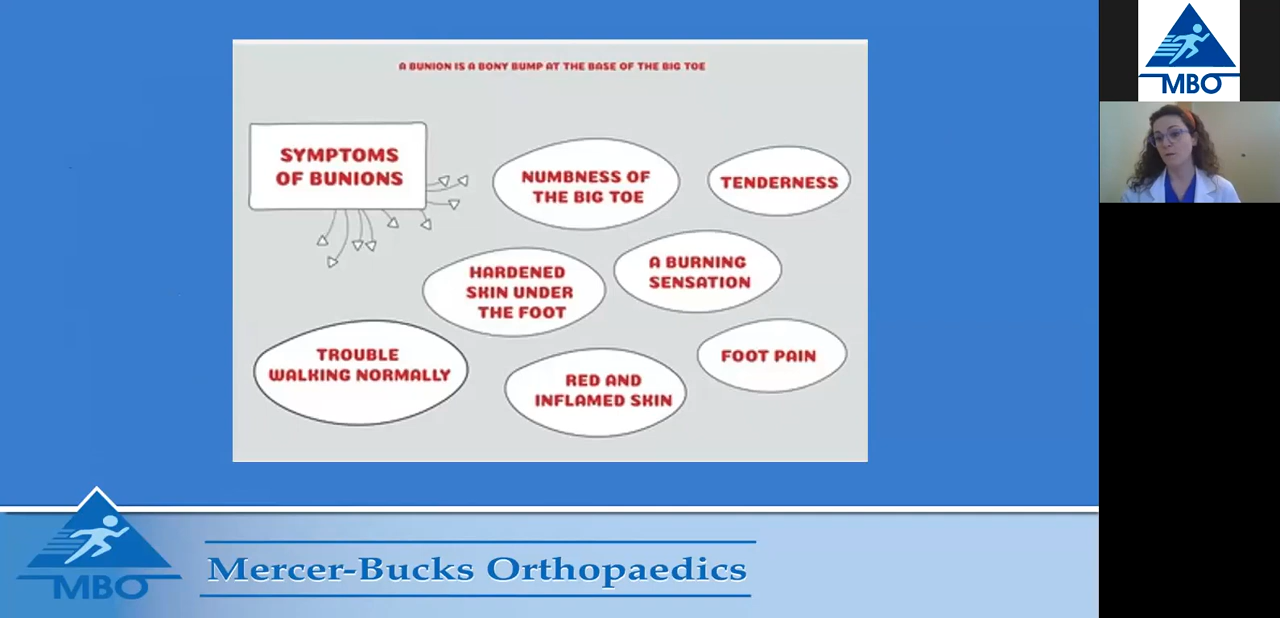 A BUNION IS A BONY BUMP AT THE BASE OF THE BIG TOE
SYMPTOMS
OF BUNIONS
NUMBNESS OF
THE BIG TOE
TENDERNESS
HARDENED
SKIN UNDER
THE FOOT
A BURNING
SENSATION
TROUBLE
WALKING NORMALLY
RED AND
INFLAMED SKIN
FOOT PAIN
MBO
Mercer-Bucks Orthopaedics
MBO